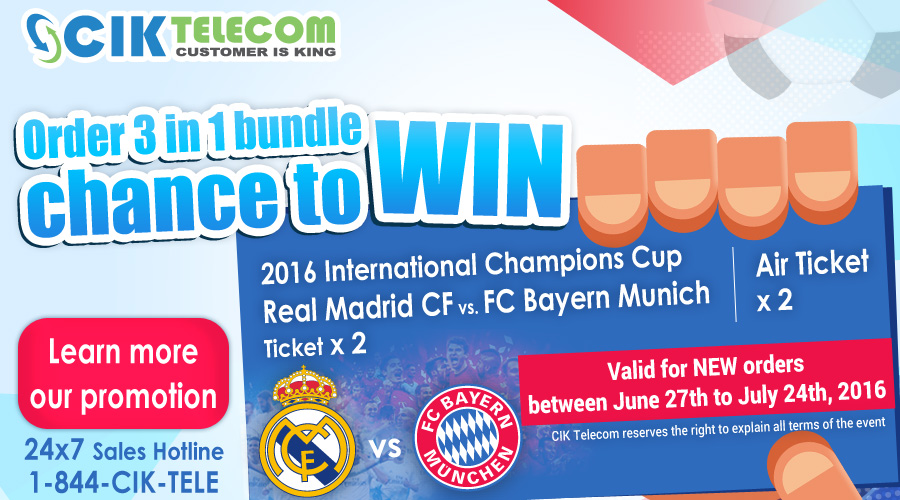 CIK TELECOM
CUSTOMER IS KING
Order 3 in 1 bundle
chance to WIN
2016 International Champions Cup
Real Madrid CF vs. FC Bayern Munich
Ticket x 2
Air Ticket
x 2
Learn more
our promotion
24x7 Sales Hotline
1-844-CIK-TELE
VS
FC BAYERN
MÜNCHEN
Valid for NEW orders
between June 27th to July 24th, 2016
CIK Telecom reserves the right to explain all terms of the event